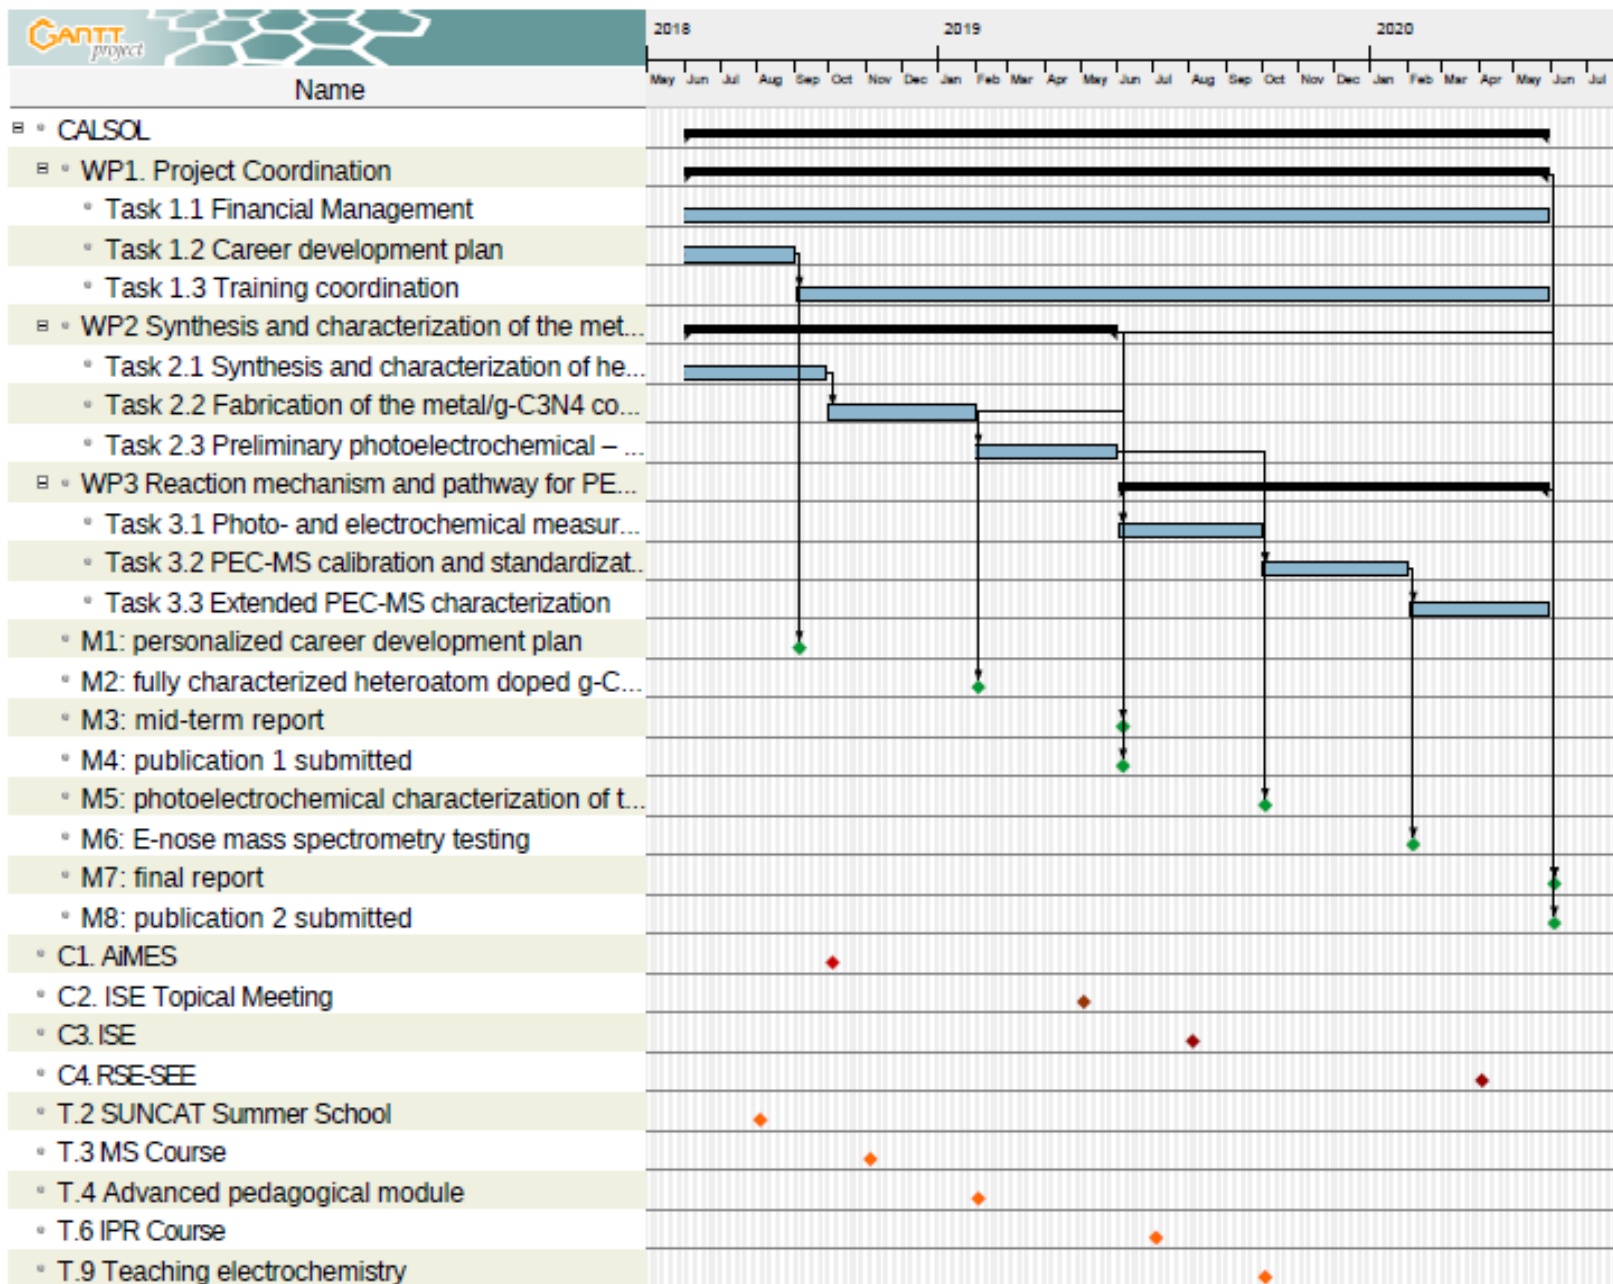 GANTT
project
2018 2019 2020
May Jun Jul Aug Sep Oct Nov Dec Jan Feb Mar Apr May Jun Jul Aug Sep Oct Nov Dec Jan Feb Mar Apr May Jun Jul
Name
CALSOL
WP1. Project Coordination
Task 1.1 Financial Management
Task 1.2 Career development plan
Task 1.3 Training coordination
WP2 Synthesis and characterization of the met...
Task 2.1 Synthesis and characterization of he...
Task 2.2 Fabrication of the metal/g-C3N4 co...
Task 2.3 Preliminary photoelectrochemical – ...
WP3 Reaction mechanism and pathway for PE...
Task 3.1 Photo- and electrochemical measur...
Task 3.2 PEC-MS calibration and standardizat...
Task 3.3 Extended PEC-MS characterization
M1: personalized career development plan
M2: fully characterized heteroatom doped g-C...
M3: mid-term report
M4: publication 1 submitted
M5: photoelectrochemical characterization of t...
M6: E-nose mass spectrometry testing
M7: final report
M8: publication 2 submitted
C1. AiMES
C2. ISE Topical Meeting
C3. ISE
C4. RSE-SEE
T.2 SUNCAT Summer School
T.3 MS Course
T.4 Advanced pedagogical module
T.6 IPR Course
T.9 Teaching electrochemistry